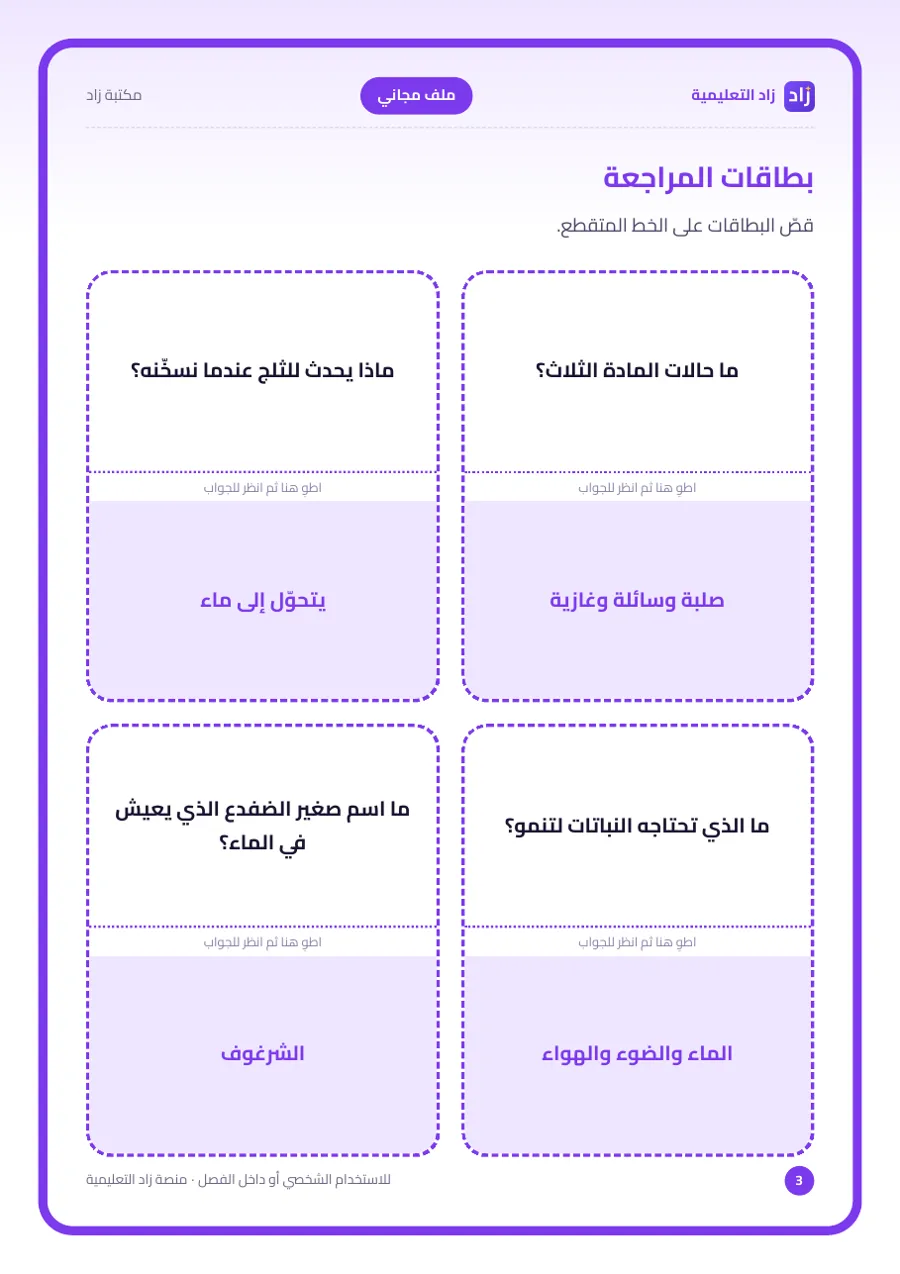 زاد
زاد التعليمية
ملف مجاني
مكتبة زاد
بطاقات المراجعة
قصّ البطاقات على الخط المتقطع.
ما حالات المادة الثلاث؟
اطوِ هنا ثم انظر للجواب
صلبة وسائلة وغازية
ماذا يحدث للثلج عندما نسخّنه؟
اطوِ هنا ثم انظر للجواب
يتحوّل إلى ماء
ما الذي تحتاجه النباتات لتنمو؟
اطوِ هنا ثم انظر للجواب
الماء والضوء والهواء
ما اسم صغير الضفدع الذي يعيش
في الماء؟
اطوِ هنا ثم انظر للجواب
الشرغوف
3
للاستخدام الشخصي أو داخل الفصل · منصة زاد التعليمية